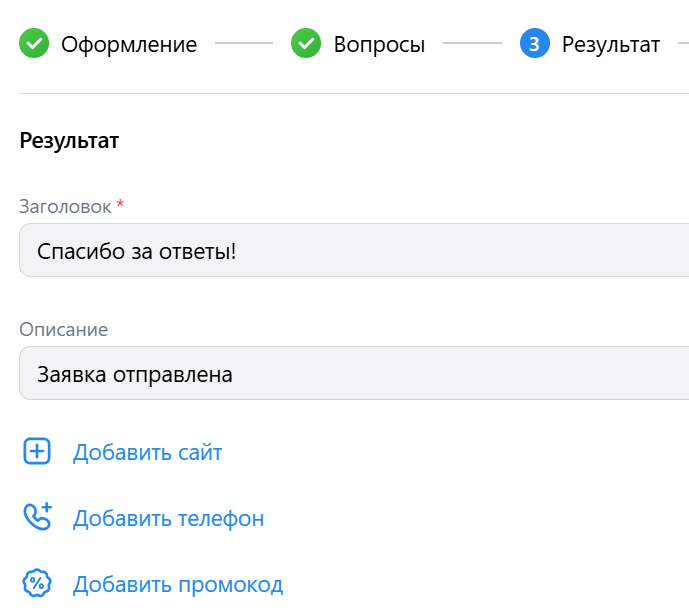 Оформление Вопросы 3 Результат
Результат
Заголовок *
Спасибо за ответы!
Описание
Заявка отправлена
Добавить сайт
Добавить телефон
% Добавить промокод